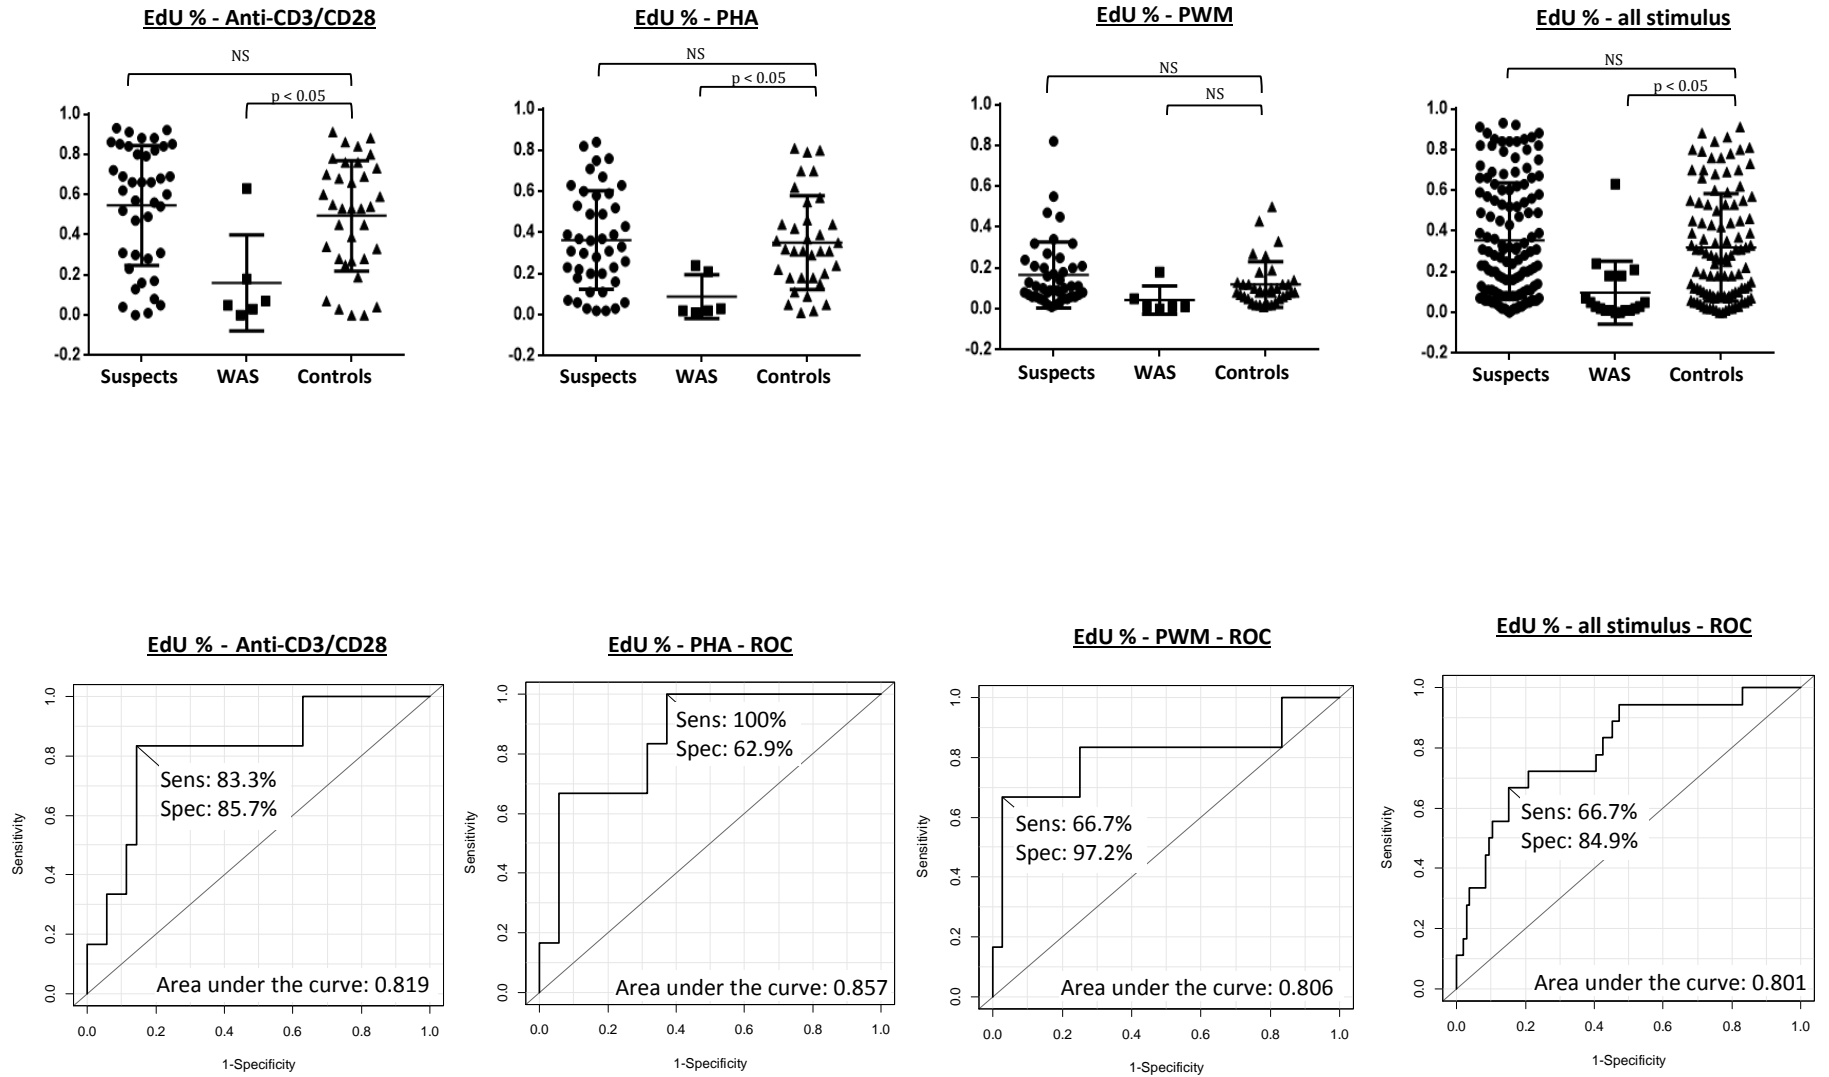 EdU % - Anti-CD3/CD28
NS
p < 0.05
1.0
0.8
0.6
0.4
0.2
0.0
-0.2
Suspects WAS Controls
EdU % - PHA
NS
p < 0.05
1.0
0.8
0.6
0.4
0.2
0.0
-0.2
Suspects WAS Controls
EdU % - PWM
NS
NS
1.0
0.8
0.6
0.4
0.2
0.0
-0.2
Suspects WAS Controls
EdU % - all stimulus
NS
p < 0.05
1.0
0.8
0.6
0.4
0.2
0.0
-0.2
Suspects WAS Controls
EdU % - Anti-CD3/CD28
Sensitivity
1.0
0.8
0.6
0.4
0.2
0.0
Sens: 83.3%
Spec: 85.7%
Area under the curve: 0.819
0.0 0.2 0.4 0.6 0.8 1.0
1-Specificity
EdU % - PHA - ROC
Sensitivity
1.0
0.8
0.6
0.4
0.2
0.0
Sens: 100%
Spec: 62.9%
Area under the curve: 0.857
0.0 0.2 0.4 0.6 0.8 1.0
1-Specificity
EdU % - PWM - ROC
Sensitivity
1.0
0.8
0.6
0.4
0.2
0.0
Sens: 66.7%
Spec: 97.2%
Area under the curve: 0.806
0.0 0.2 0.4 0.6 0.8 1.0
1-Specificity
EdU % - all stimulus - ROC
Sensitivity
1.0
0.8
0.6
0.4
0.2
0.0
Sens: 66.7%
Spec: 84.9%
Area under the curve: 0.801
0.0 0.2 0.4 0.6 0.8 1.0
1-Specificity